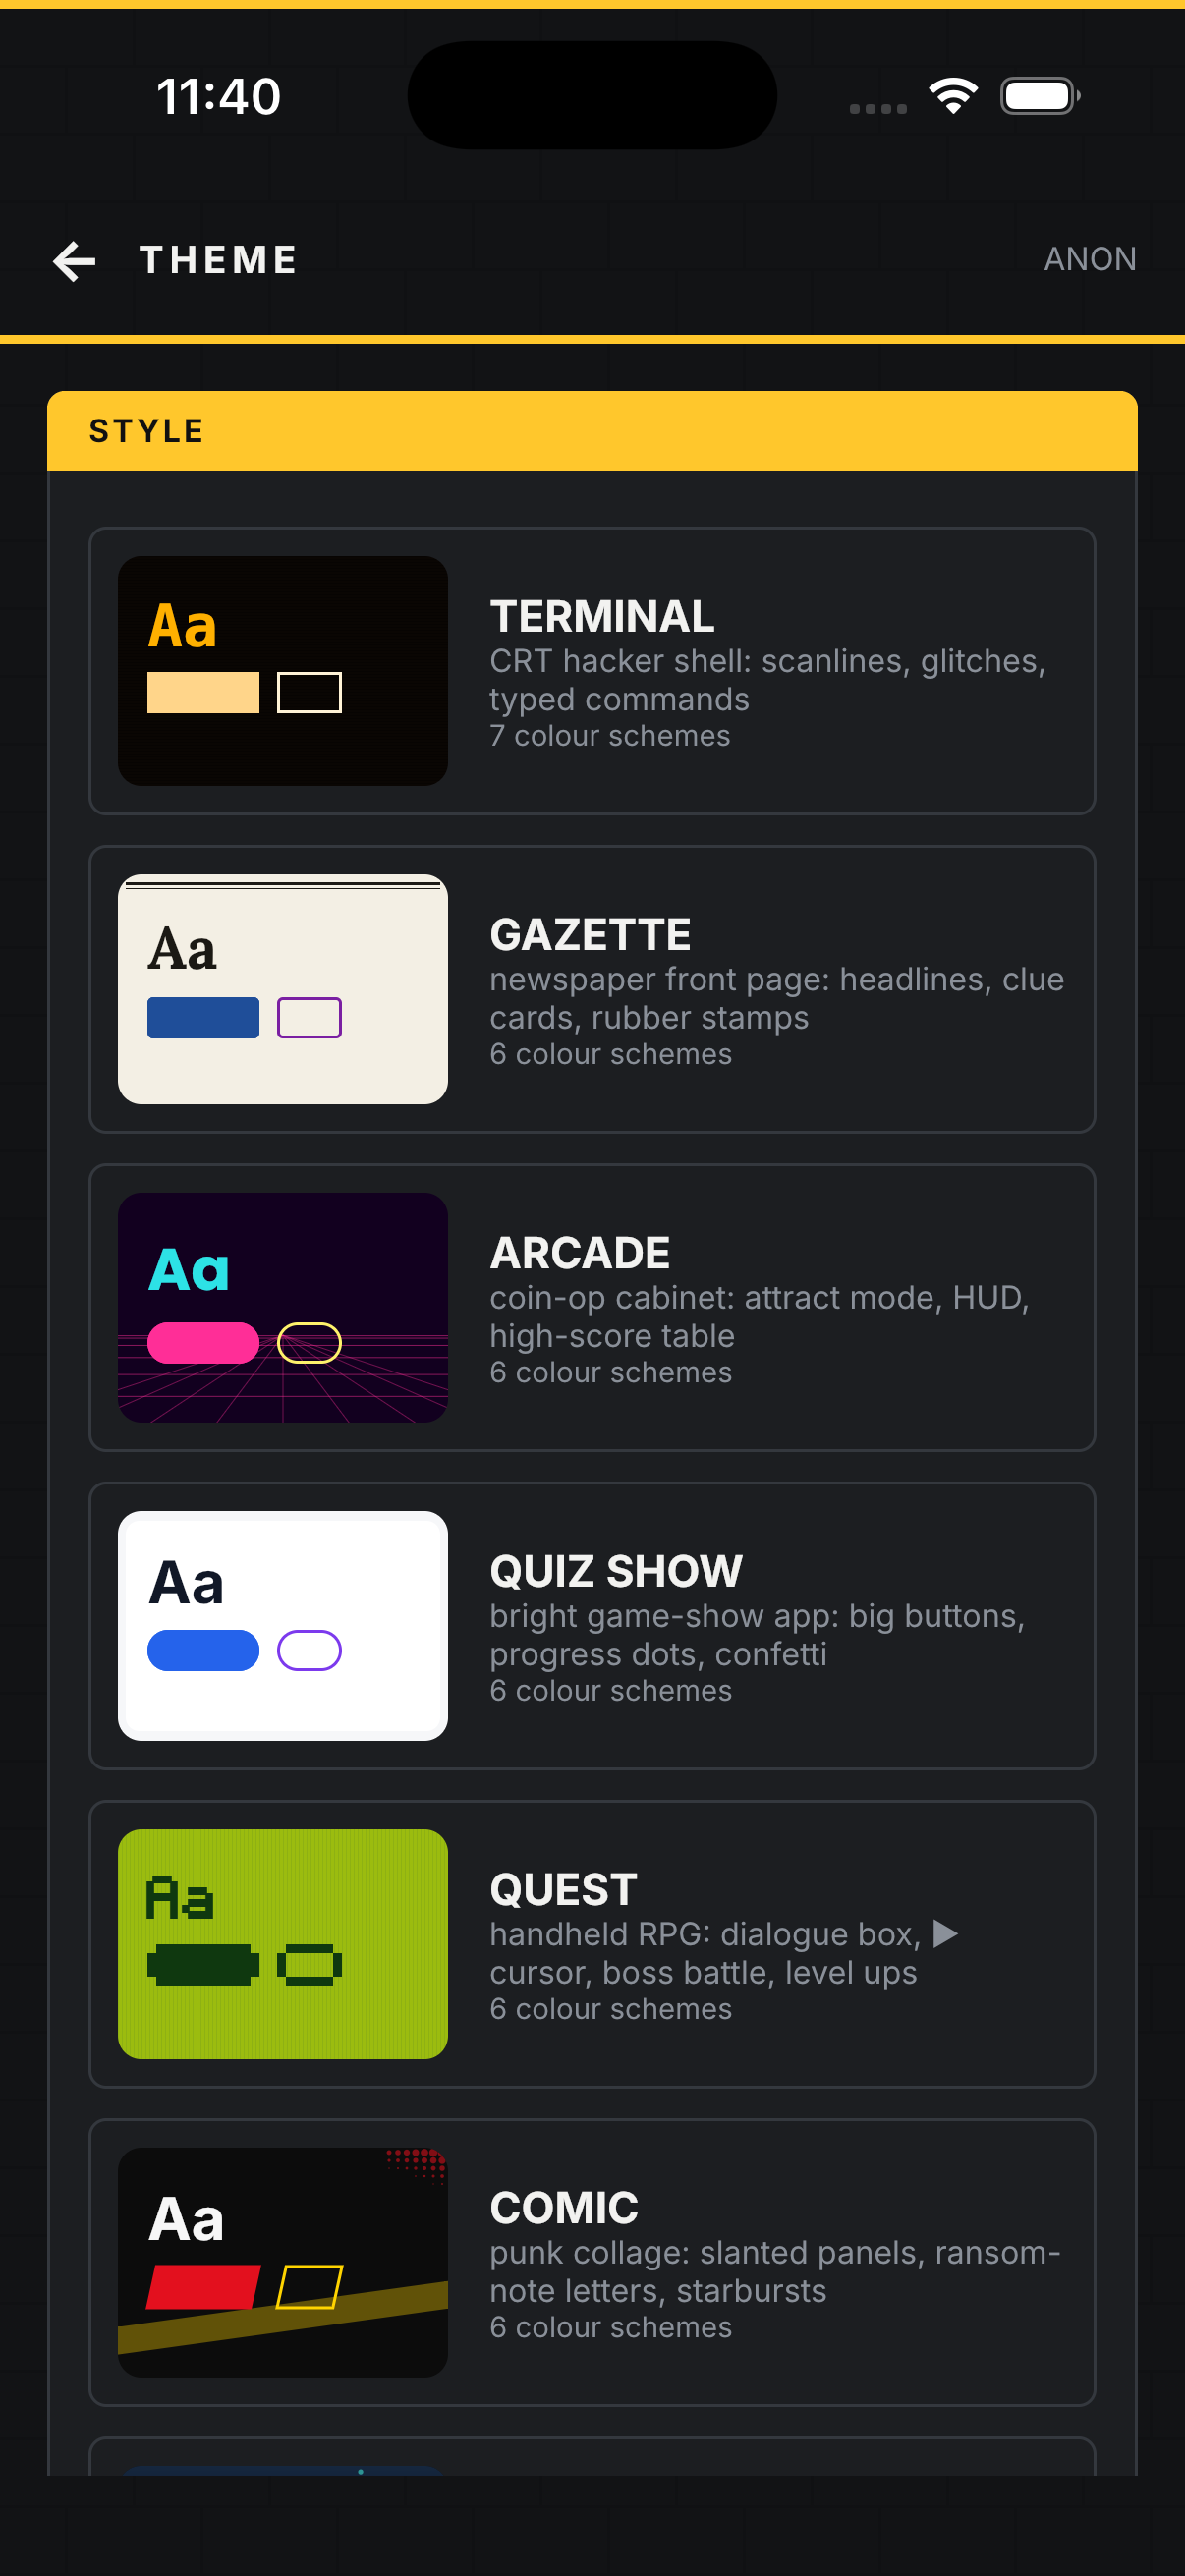 11:40
THEME
ANON
STYLE
Aa
TERMINAL
CRT hacker shell: scanlines, glitches,
typed commands
7 colour schemes
Aa
GAZETTE
newspaper front page: headlines, clue
cards, rubber stamps
6 colour schemes
Aa
ARCADE
coin-op cabinet: attract mode, HUD,
high-score table
6 colour schemes
Aa
QUIZ SHOW
bright game-show app: big buttons,
progress dots, confetti
6 colour schemes
Aa
QUEST
handheld RPG: dialogue box, ▶
cursor, boss battle, level ups
6 colour schemes
Aa
COMIC
punk collage: slanted panels, ransom-
note letters, starbursts
6 colour schemes